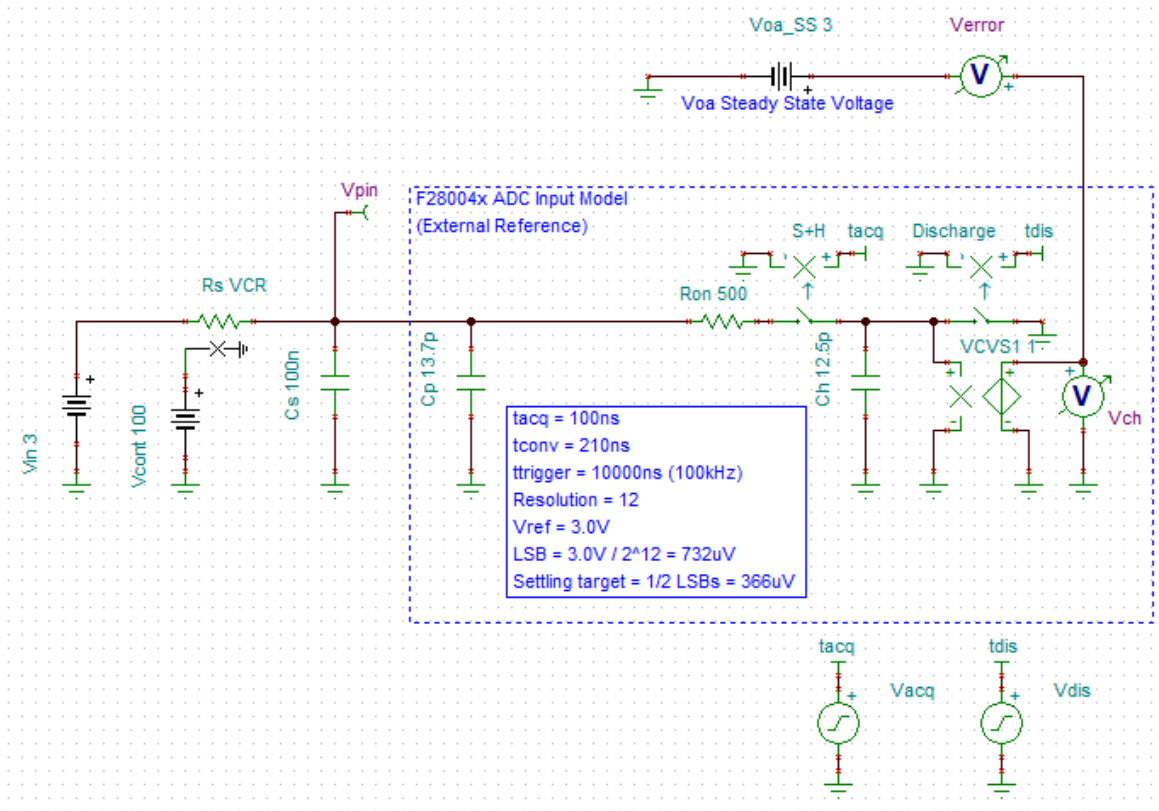 Voa_SS 3
Verror
V
+
+
Voa Steady State Voltage
Vpin
F28004x ADC Input Model
(External Reference)
S+H
tacq
Discharge
tdis
-
+
-
+
Rs VCR
Ron 500
VCVS1 1
+
+
Vin 3
Vcont 100
Cs 100n
Cp 13.7p
Ch 12.5p
+
+
-
-
+
V
Vch
tacq = 100ns
tconv = 210ns
ttrigger = 10000ns (100kHz)
Resolution = 12
Vref = 3.0V
LSB = 3.0V / 2^12 = 732uV
Settling target = 1/2 LSBs = 366uV
tacq
tdis
+
Vacq
+
Vdis